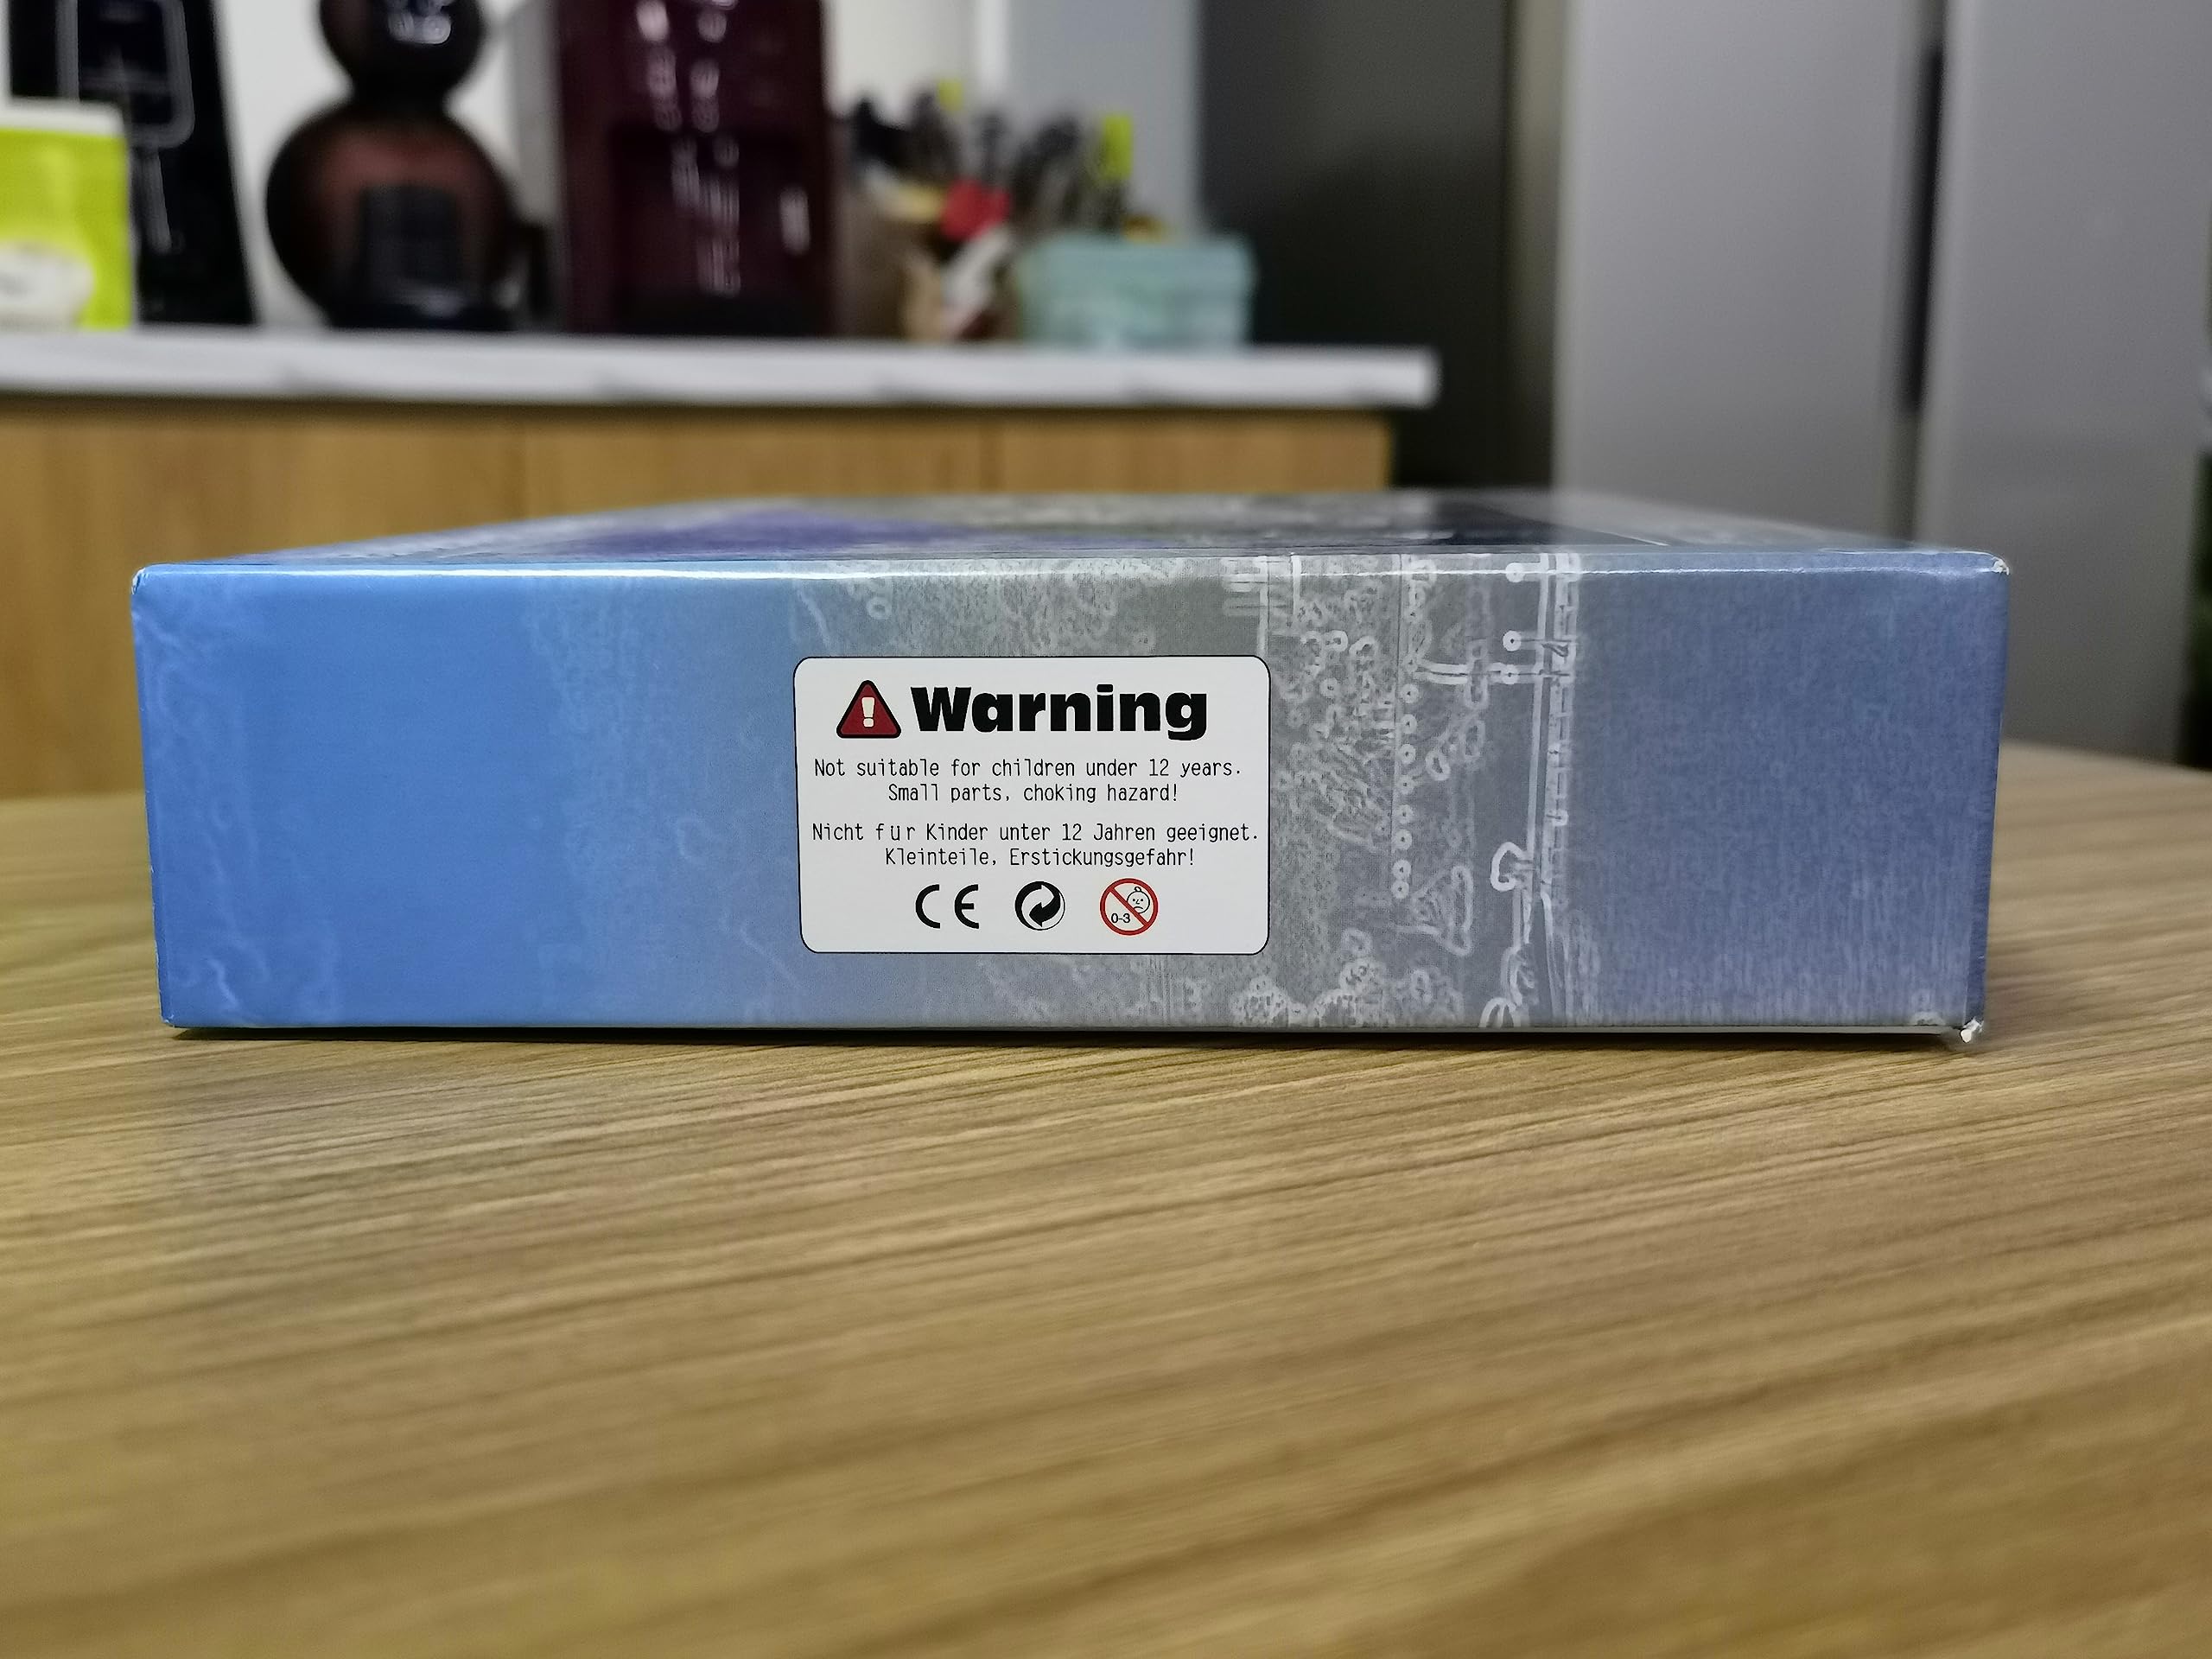 Warning
Not suitable for children under 12 years.
Small parts, choking hazard!
Nicht für Kinder unter 12 Jahren geeignet.
Kleinteile, Erstickungsgefahr!
CE
0-3